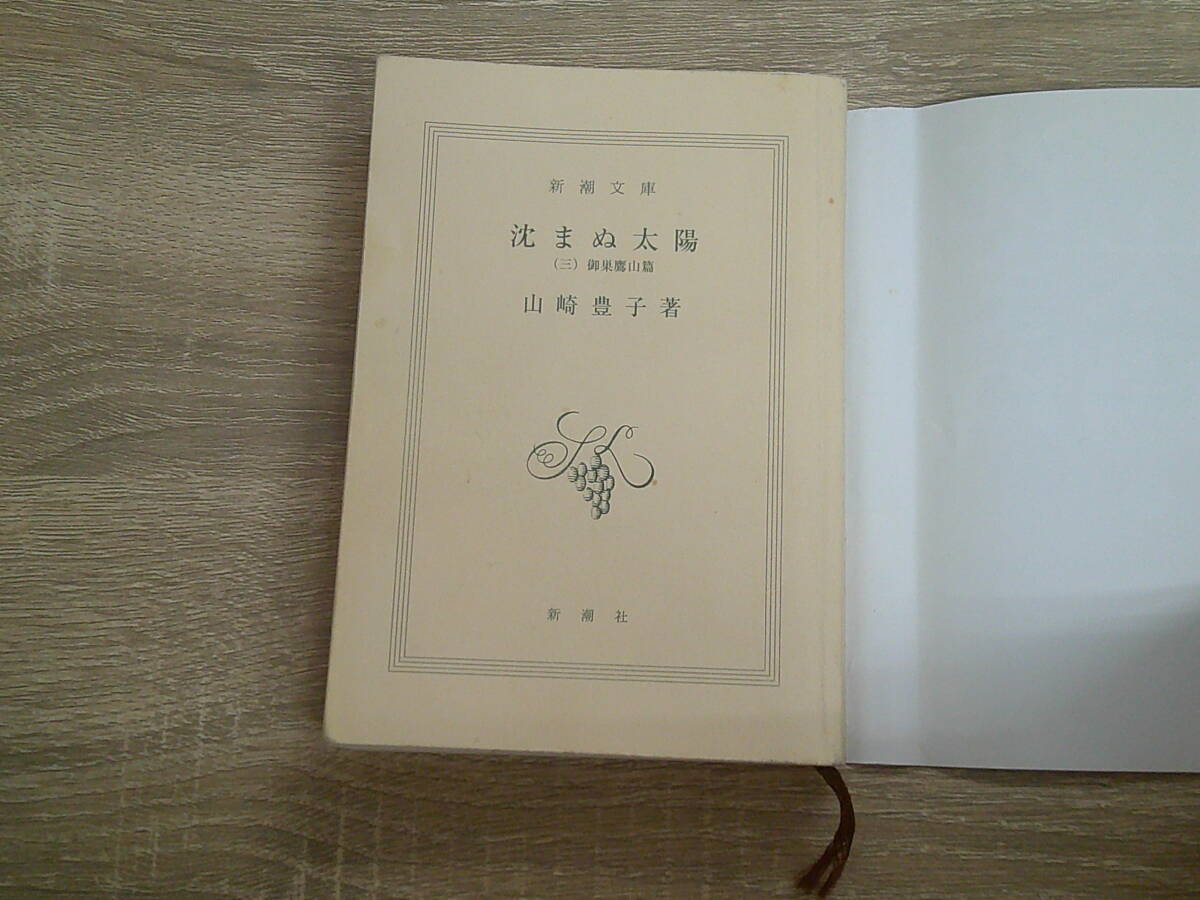 新潮文庫
沈まぬ太陽
(三) 御巣鷹山篇
山崎豊子著
新潮社